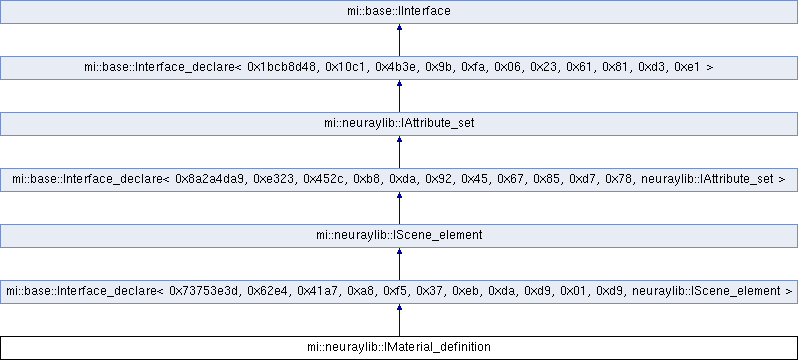 mi::base::IInterface
mi::base::Interface_declare< 0x1bcb8d48, 0x10c1, 0x4b3e, 0x9b, 0xfa, 0x06, 0x23, 0x61, 0x81, 0xd3, 0xe1 >
mi::neuraylib::IAttribute_set
mi::base::Interface_declare< 0x8a2a4da9, 0xe323, 0x452c, 0xb8, 0xda, 0x92, 0x45, 0x67, 0x85, 0xd7, 0x78, neuraylib::IAttribute_set >
mi::neuraylib::IScene_element
mi::base::Interface_declare< 0x73753e3d, 0x62e4, 0x41a7, 0xa8, 0xf5, 0x37, 0xeb, 0xda, 0xd9, 0x01, 0xd9, neuraylib::IScene_element >
mi::neuraylib::IMaterial_definition